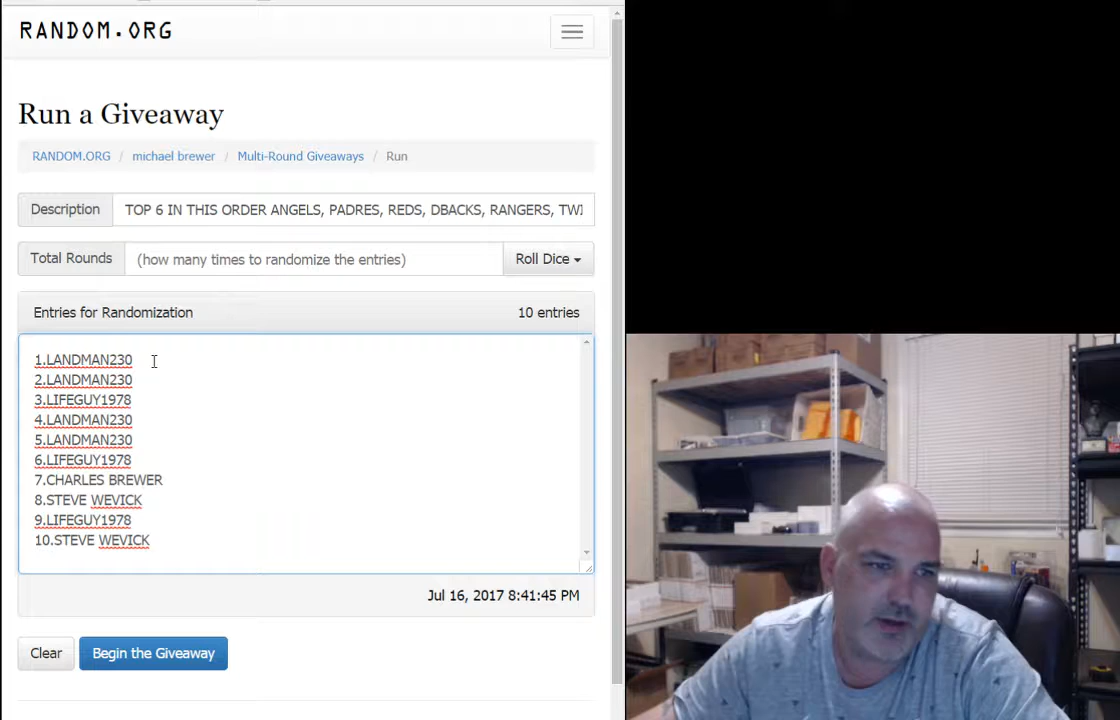 RANDOM.ORG
Run a Giveaway
RANDOM.ORG / michael brewer / Multi-Round Giveaways / Run
Description TOP 6 IN THIS ORDER ANGELS, PADRES, REDS, DBACKS, RANGERS, TWI
Total Rounds (how many times to randomize the entries) Roll Dice
Entries for Randomization 10 entries
1.LANDMAN230
2.LANDMAN230
3.LIFEGUY1978
4.LANDMAN230
5.LANDMAN230
6.LIFEGUY1978
7.CHARLES BREWER
8.STEVE WEVICK
9.LIFEGUY1978
10.STEVE WEVICK
Jul 16, 2017 8:41:45 PM
Clear Begin the Giveaway